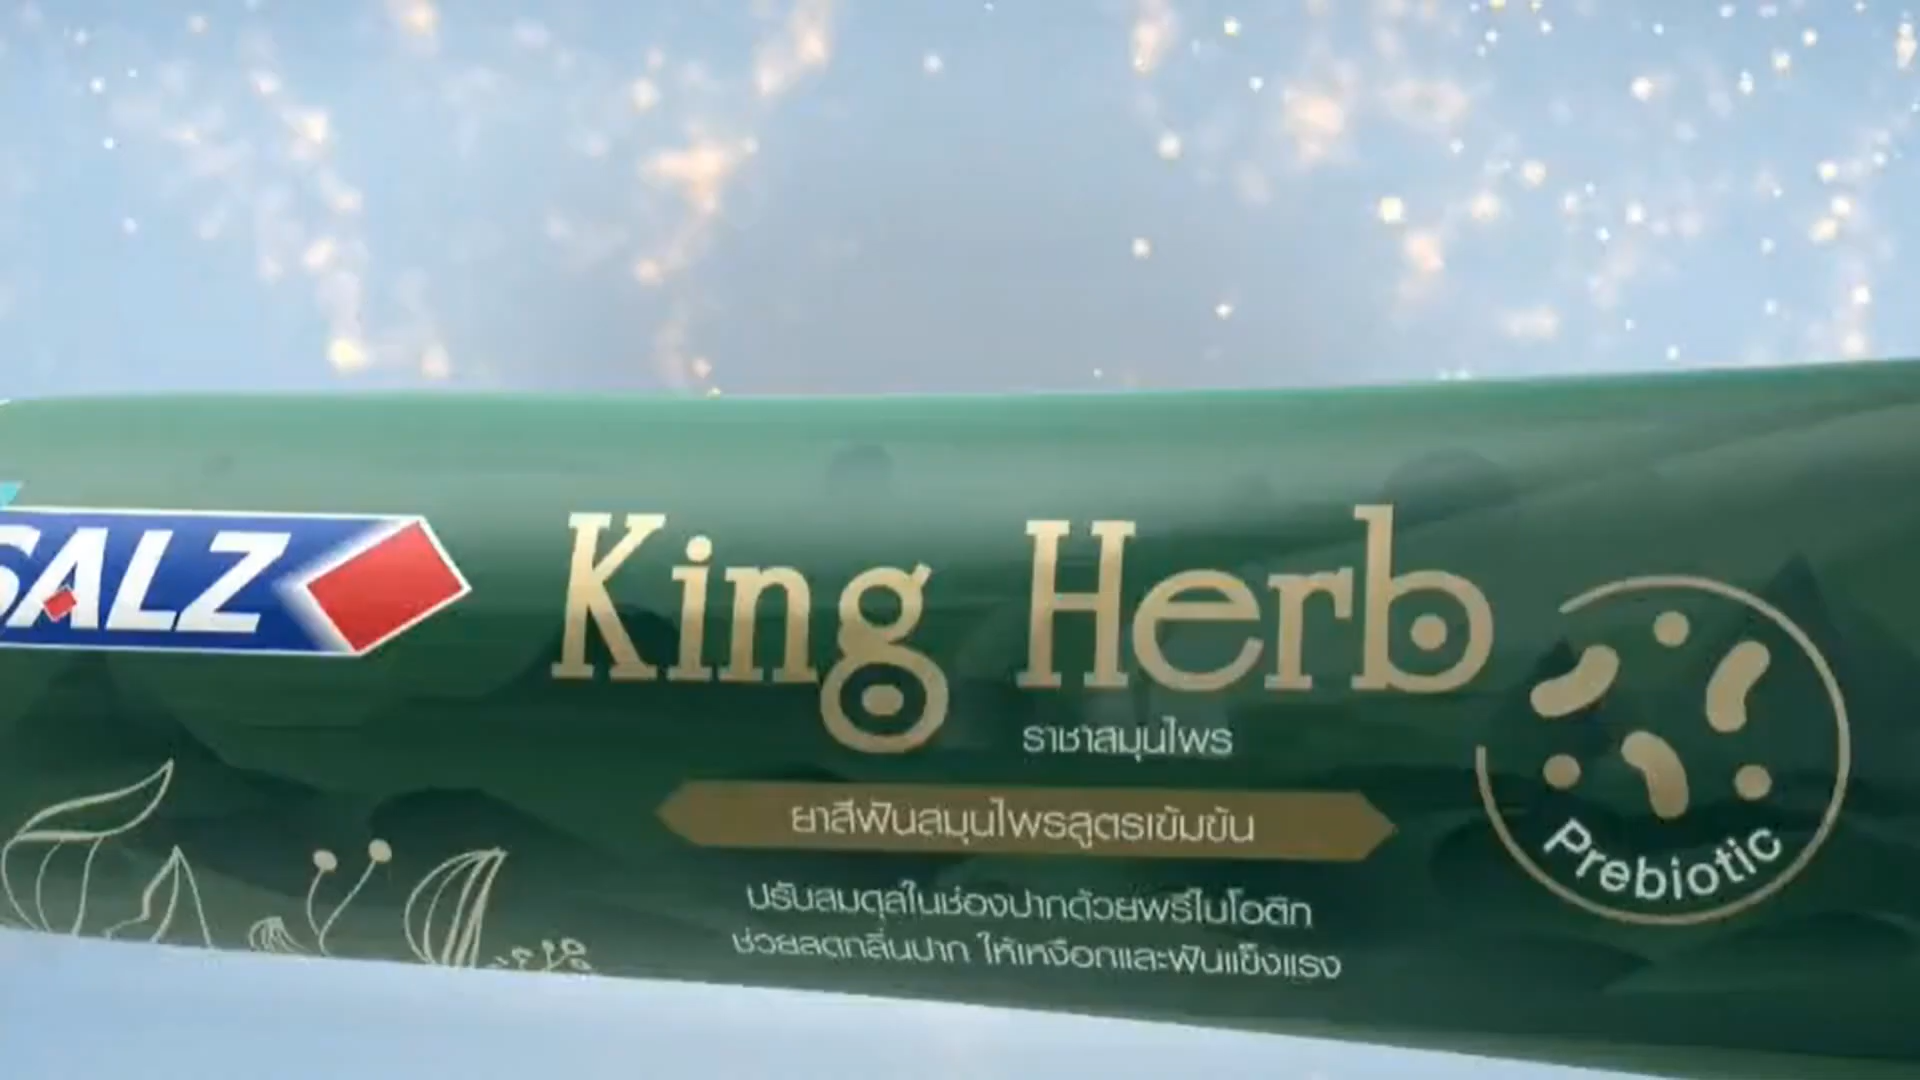 SALZ
King Herb
ราชาสมุนไพร
ยาสีฟันสมุนไพรสูตรเข้มข้น
ปรับสมดุลในช่องปากด้วยพรีไบโอติก
ช่วยลดกลิ่นปาก ให้เหงือกและฟันแข็งแรง
Prebiotic